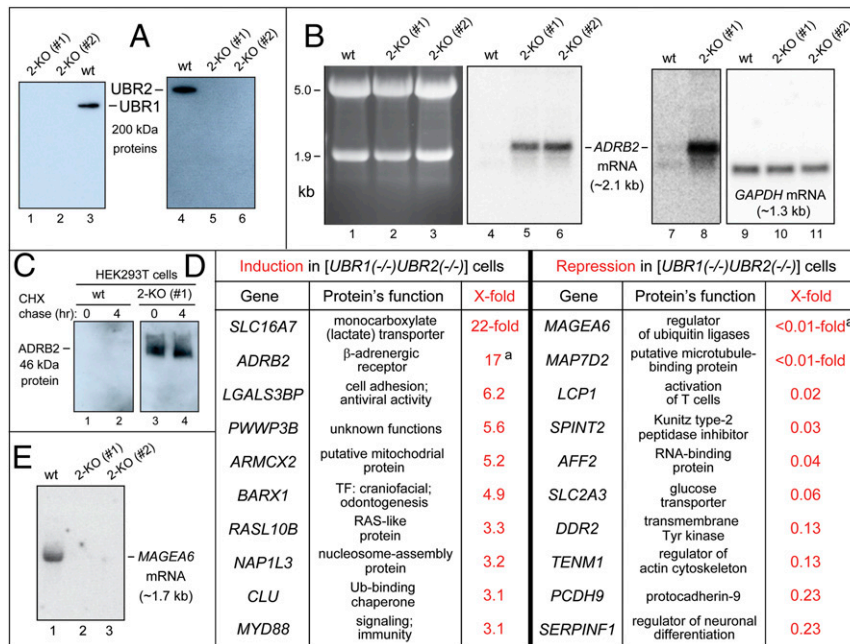 A
2-KO (#1)
2-KO (#2)
wt
wt
2-KO (#1)
2-KO (#2)
UBR2
UBR1
200 kDa
proteins
1 2 3
4 5 6
B
wt
2-KO (#1)
2-KO (#2)
wt
2-KO (#1)
2-KO (#2)
wt
2-KO (#1)
wt
2-KO (#1)
2-KO (#2)
5.0
1.9
kb
ADRB2
mRNA
(~2.1 kb)
GAPDH mRNA
(~1.3 kb)
1 2 3
4 5 6
7 8
9 10 11
C
HEK293T cells
wt 2-KO (#1)
CHX
chase (hr):
0 4 0 4
ADRB2
46 kDa
protein
1 2 3 4
D
Induction in [UBR1(-/-)UBR2(-/-)] cells
Gene Protein's function X-fold
SLC16A7 monocarboxylate (lactate) transporter 22-fold
ADRB2 β-adrenergic receptor 17 a
LGALS3BP cell adhesion; antiviral activity 6.2
PWWP3B unknown functions 5.6
ARMCX2 putative mitochodrial protein 5.2
BARX1 TF: craniofacial; odontogenesis 4.9
RASL10B RAS-like protein 3.3
NAP1L3 nucleosome-assembly protein 3.2
CLU Ub-binding chaperone 3.1
MYD88 signaling; immunity 3.1
Repression in [UBR1(-/-)UBR2(-/-)] cells
Gene Protein's function X-fold
MAGEA6 regulator of ubiquitin ligases <0.01-fold a
MAP7D2 putative microtubule-binding protein <0.01-fold
LCP1 activation of T cells 0.02
SPINT2 Kunitz type-2 peptidase inhibitor 0.03
AFF2 RNA-binding protein 0.04
SLC2A3 glucose transporter 0.06
DDR2 transmembrane Tyr kinase 0.13
TENM1 regulator of actin cytoskeleton 0.13
PCDH9 protocadherin-9 0.23
SERPINF1 regulator of neuronal differentiation 0.23
E
wt
2-KO (#1)
2-KO (#2)
MAGEA6
mRNA
(~1.7 kb)
1 2 3